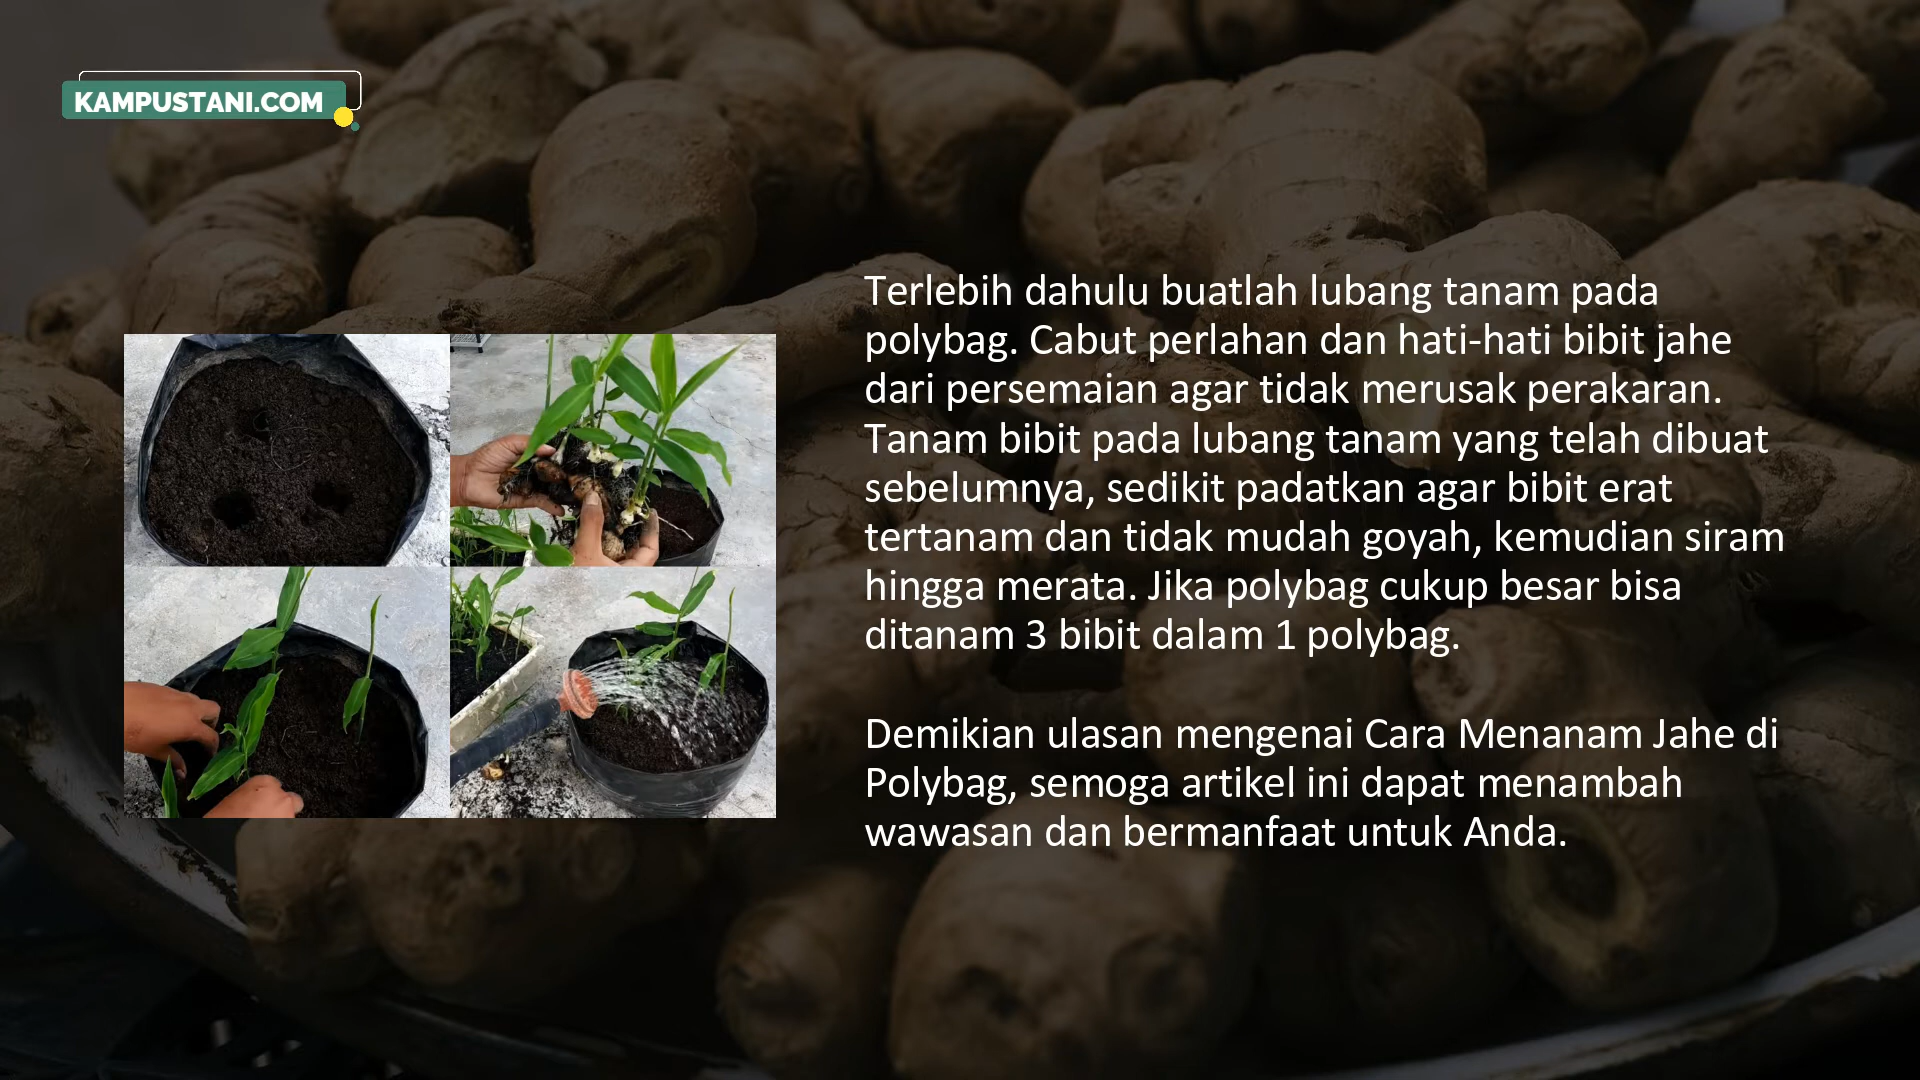 KAMPUSTANI.COM
Terlebih dahulu buatlah lubang tanam pada
polybag. Cabut perlahan dan hati-hati bibit jahe
dari persemaian agar tidak merusak perakaran.
Tanam bibit pada lubang tanam yang telah dibuat
sebelumnya, sedikit padatkan agar bibit erat
tertanam dan tidak mudah goyah, kemudian siram
hingga merata. Jika polybag cukup besar bisa
ditanam 3 bibit dalam 1 polybag.
Demikian ulasan mengenai Cara Menanam Jahe di
Polybag, semoga artikel ini dapat menambah
wawasan dan bermanfaat untuk Anda.